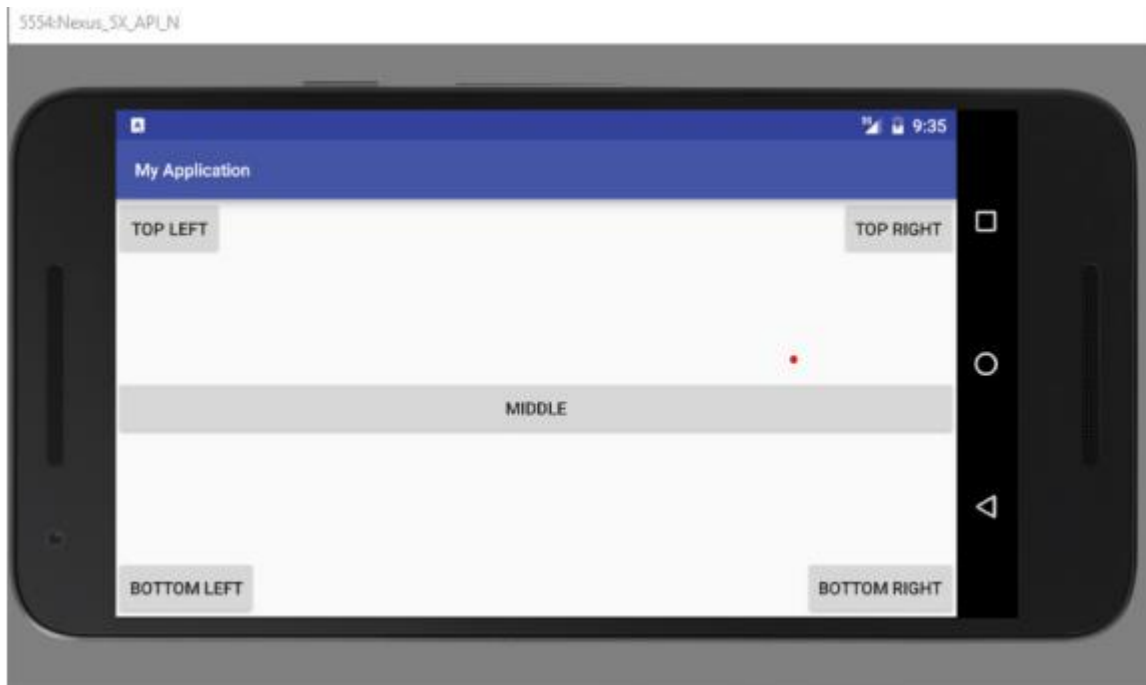 5554:Nexus_5X_API_N
9:35
My Application
TOP LEFT
TOP RIGHT
MIDDLE
BOTTOM LEFT
BOTTOM RIGHT